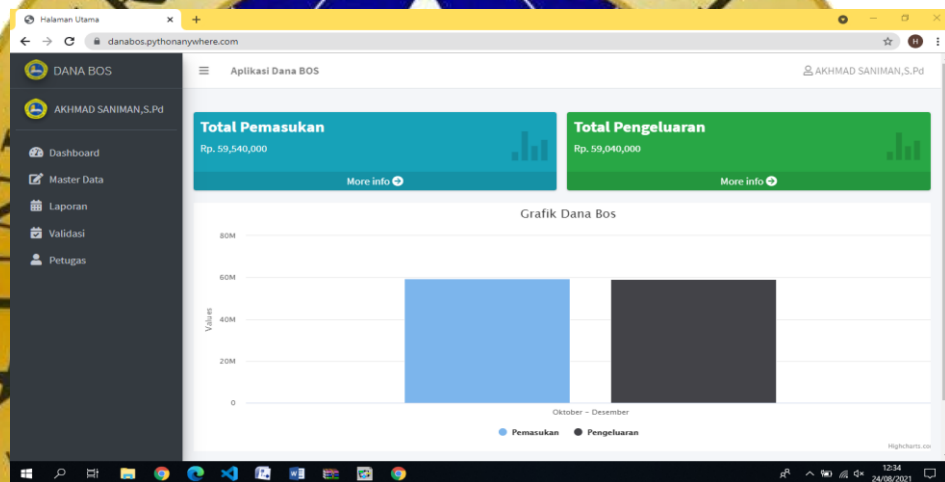 Halaman Utama
danabos.pythonanywhere.com
H
DANA BOS
Aplikasi Dana BOS
AKHMAD SANIMAN,S.Pd
AKHMAD SANIMAN,S.Pd
Dashboard
Master Data
Laporan
Validasi
Petugas
Total Pemasukan
Rp. 59,540,000
More info
Total Pengeluaran
Rp. 59,040,000
More info
Grafik Dana Bos
80M
60M
40M
20M
0
Values
Oktober - Desember
Pemasukan
Pengeluaran
Highcharts.com
12:34
24/08/2021